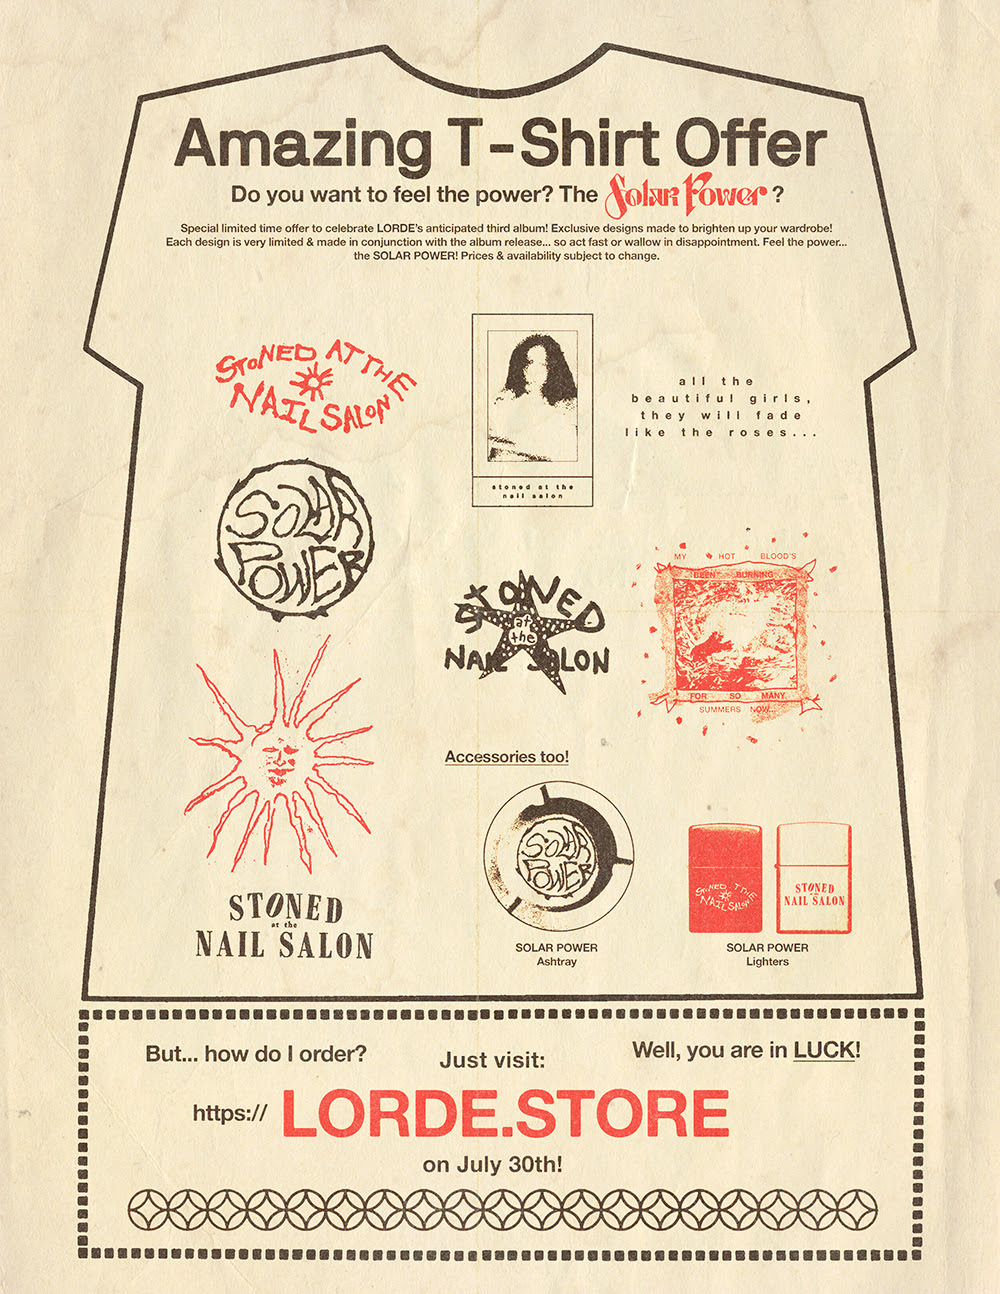 Amazing T-Shirt Offer
Do you want to feel the power? The Solar Power ?
Special limited time offer to celebrate LORDE's anticipated third album! Exclusive designs made to brighten up your wardrobe!
Each design is very limited & made in conjunction with the album release... so act fast or wallow in disappointment. Feel the power...
the SOLAR POWER! Prices & availability subject to change.
STONED AT THE
NAIL SALON
stoned at the
nail salon
all the
beautiful girls,
they will fade
like the roses...
SOLAR
POWER
STONED
at
the
NAIL SALON
MY HOT BLOOD'S
BEEN BURNING
FOR SO MANY
SUMMERS NOW...
STONED
at the
NAIL SALON
Accessories too!
SOLAR
POWER
SOLAR POWER
Ashtray
STONED AT THE
NAIL SALON
STONED
at the
NAIL SALON
SOLAR POWER
Lighters
But... how do I order?
Just visit:
Well, you are in LUCK!
https:// LORDE.STORE
on July 30th!